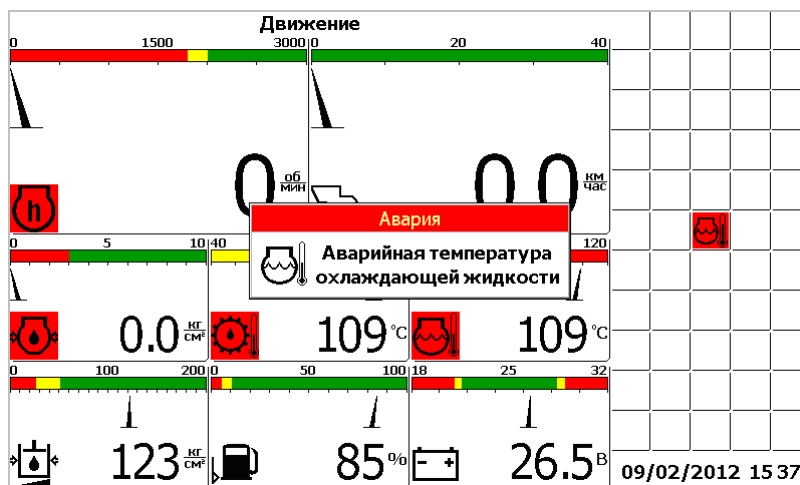 Движение
0 1500 3000 0 20 40
0 об/мин 0 0 км/час
h
Авария
Аварийная температура
охлаждающей жидкости
0 5 10 40 120
0.0 кг/см² 109 °C 109 °C
0 100 200 0 50 100 18 25 32
123 кг/см² 85 % 26.5 В
09/02/2012 15 37